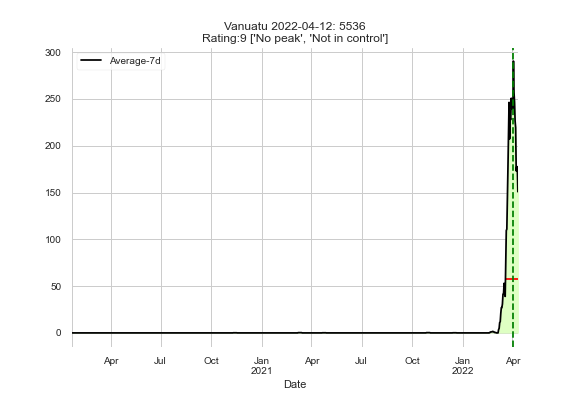 Vanuatu 2022-04-12: 5536
Rating:9 ['No peak', 'Not in control']
300
Average-7d
250
200
150
100
50
0
Apr Jul Oct Jan Apr Jul Oct Jan Apr
2021 2022
Date